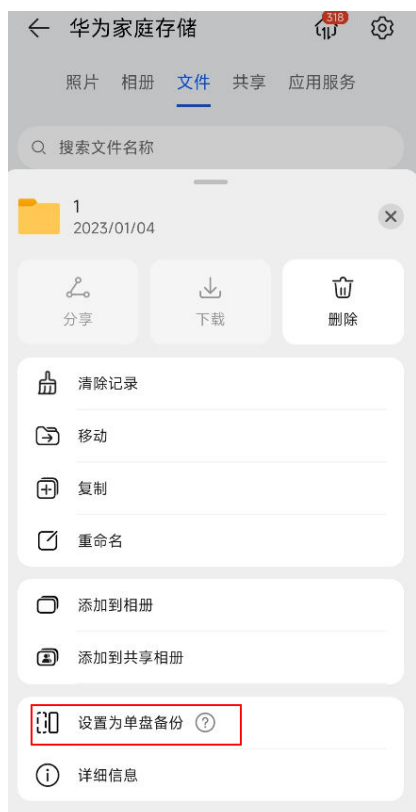 华为家庭存储
318
照片 相册 文件 共享 应用服务
搜索文件名称
1
2023/01/04
分享 下载 删除
清除记录
移动
复制
重命名
添加到相册
添加到共享相册
设置为单盘备份 ?
详细信息